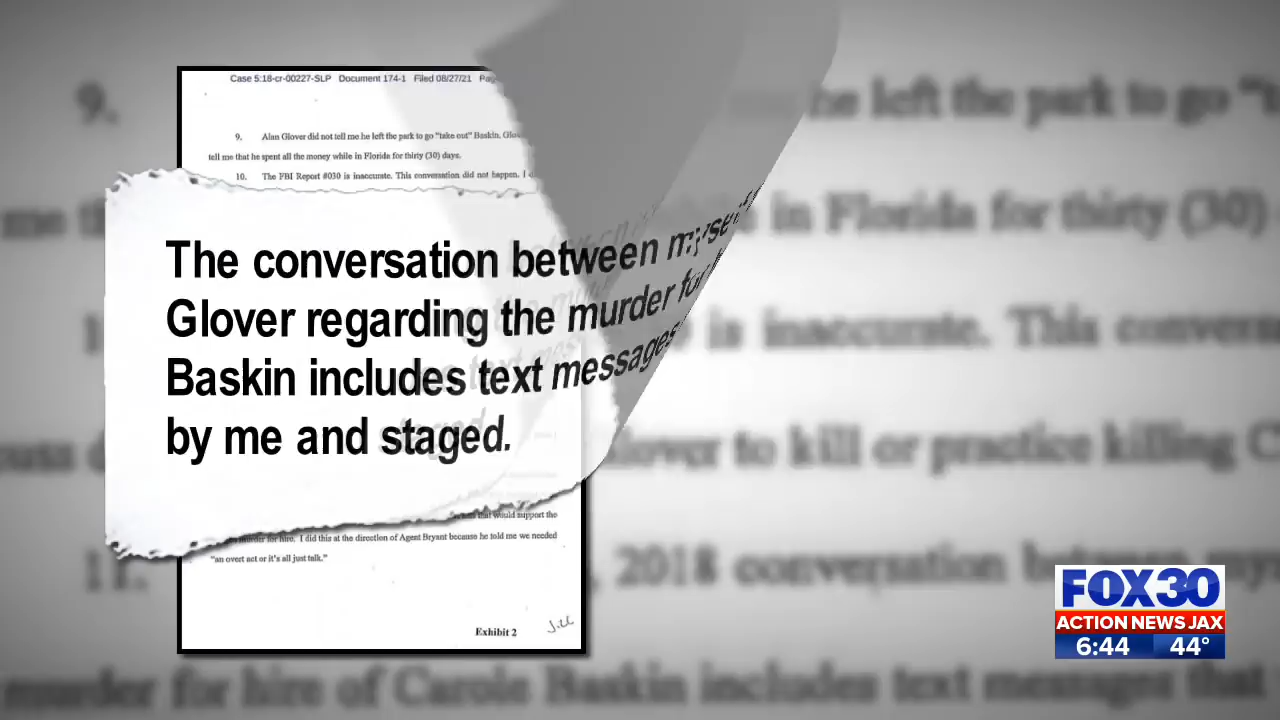 Case 5:18-cr-00227-SLP Document 174-1 Filed 08/27/21
9. Alan Glover did not tell me he left the park to go "take out" Baskin.
tell me that he spent all the money while in Florida for thirty (30) days.
10. The FBI Report #030 is inaccurate. This conversation did not happen. I
The conversation between myself
Glover regarding the murder for
Baskin includes text messages
by me and staged.
that would support the
murder for hire. I did this at the direction of Agent Bryant because he told me we needed
"an overt act or it's all just talk."
Exhibit 2
9.
he left the park to go
in Florida for thirty (30)
is inaccurate. This
to kill or practice killing
11.
2018 conversation between
murder for hire of Carole Baskin includes text messages that
FOX30
ACTION NEWS JAX
6:44 44°